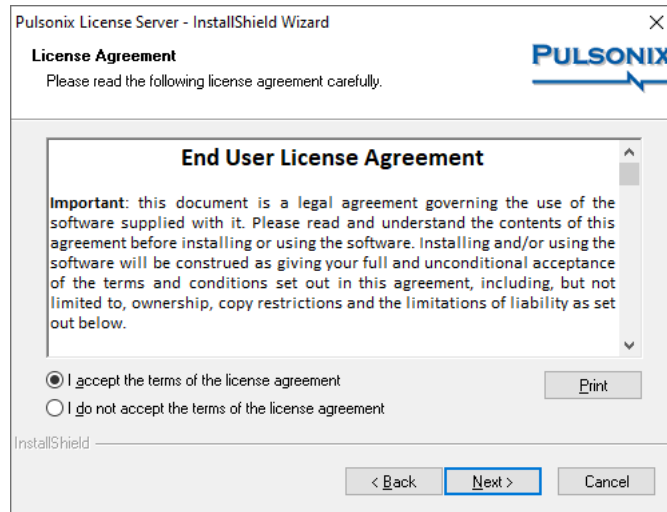 Pulsonix License Server - InstallShield Wizard
License Agreement
Please read the following license agreement carefully.
PULSONIX
End User License Agreement
Important: this document is a legal agreement governing the use of the
software supplied with it. Please read and understand the contents of this
agreement before installing or using the software. Installing and/or using the
software will be construed as giving your full and unconditional acceptance
of the terms and conditions set out in this agreement, including, but not
limited to, ownership, copy restrictions and the limitations of liability as set
out below.
I accept the terms of the license agreement
Print
I do not accept the terms of the license agreement
InstallShield
< Back
Next >
Cancel